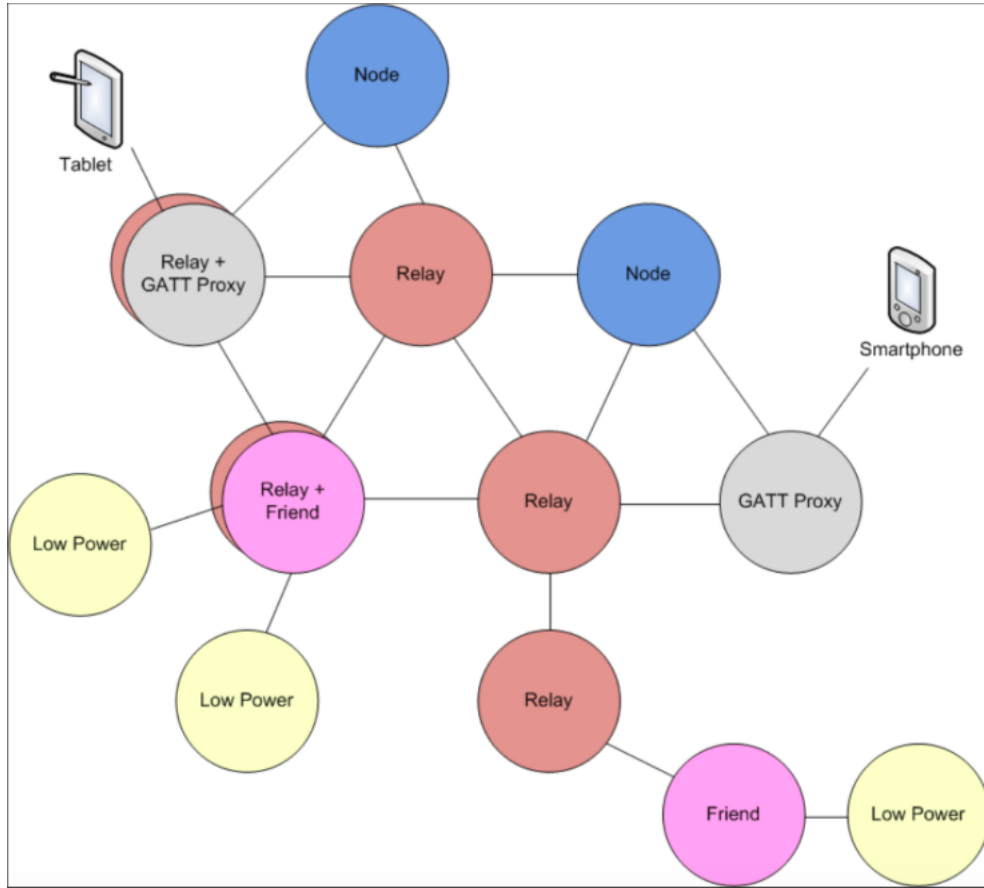 Node
Tablet
Relay +
GATT Proxy
Relay
Node
Smartphone
Relay +
Friend
Relay
GATT Proxy
Low Power
Low Power
Relay
Friend
Low Power